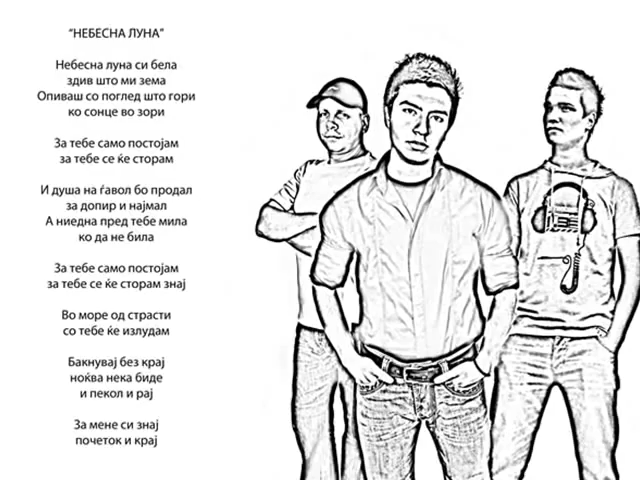 "НЕБЕСНА ЛУНА"
Небесна луна си бела
здив што ми зема
Опиваш со поглед што гори
ко сонце во зори
За тебе само постојам
за тебе се ќе сторам
И душа на ѓавол бо продал
за допир и најмал
А ниедна пред тебе мила
ко да не била
За тебе само постојам
за тебе се ќе сторам знај
Во море од страсти
со тебе ќе излудам
Бакнувај без крај
ноќва нека биде
и пекол и рај
За мене си знај
почеток и крај